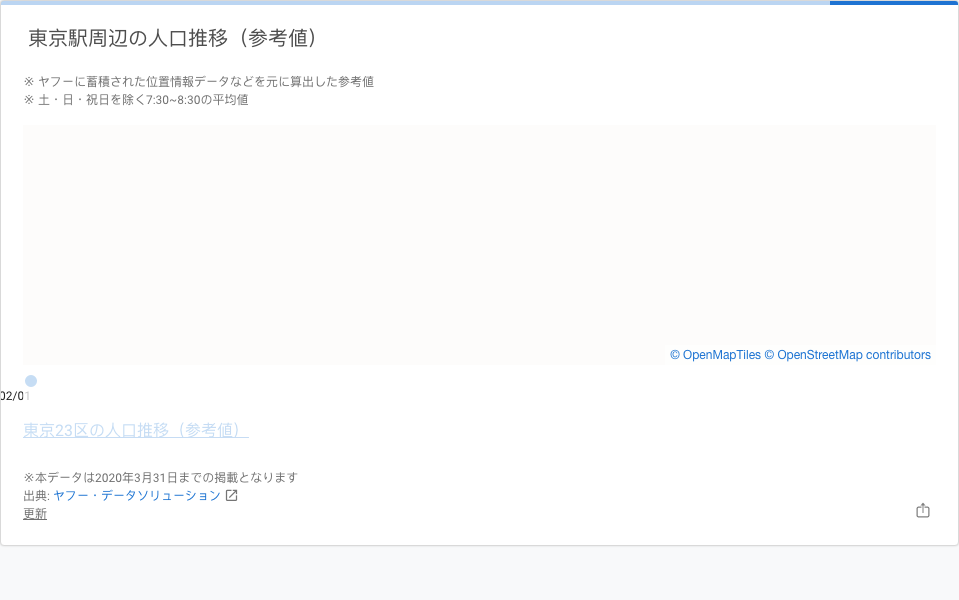 東京駅周辺の人口推移（参考値）
※ ヤフーに蓄積された位置情報データなどを元に算出した参考値
※ 土・日・祝日を除く7:30~8:30の平均値
© OpenMapTiles © OpenStreetMap contributors
02/01
東京23区の人口推移（参考値）
※本データは2020年3月31日までの掲載となります
出典: ヤフー・データソリューション
更新